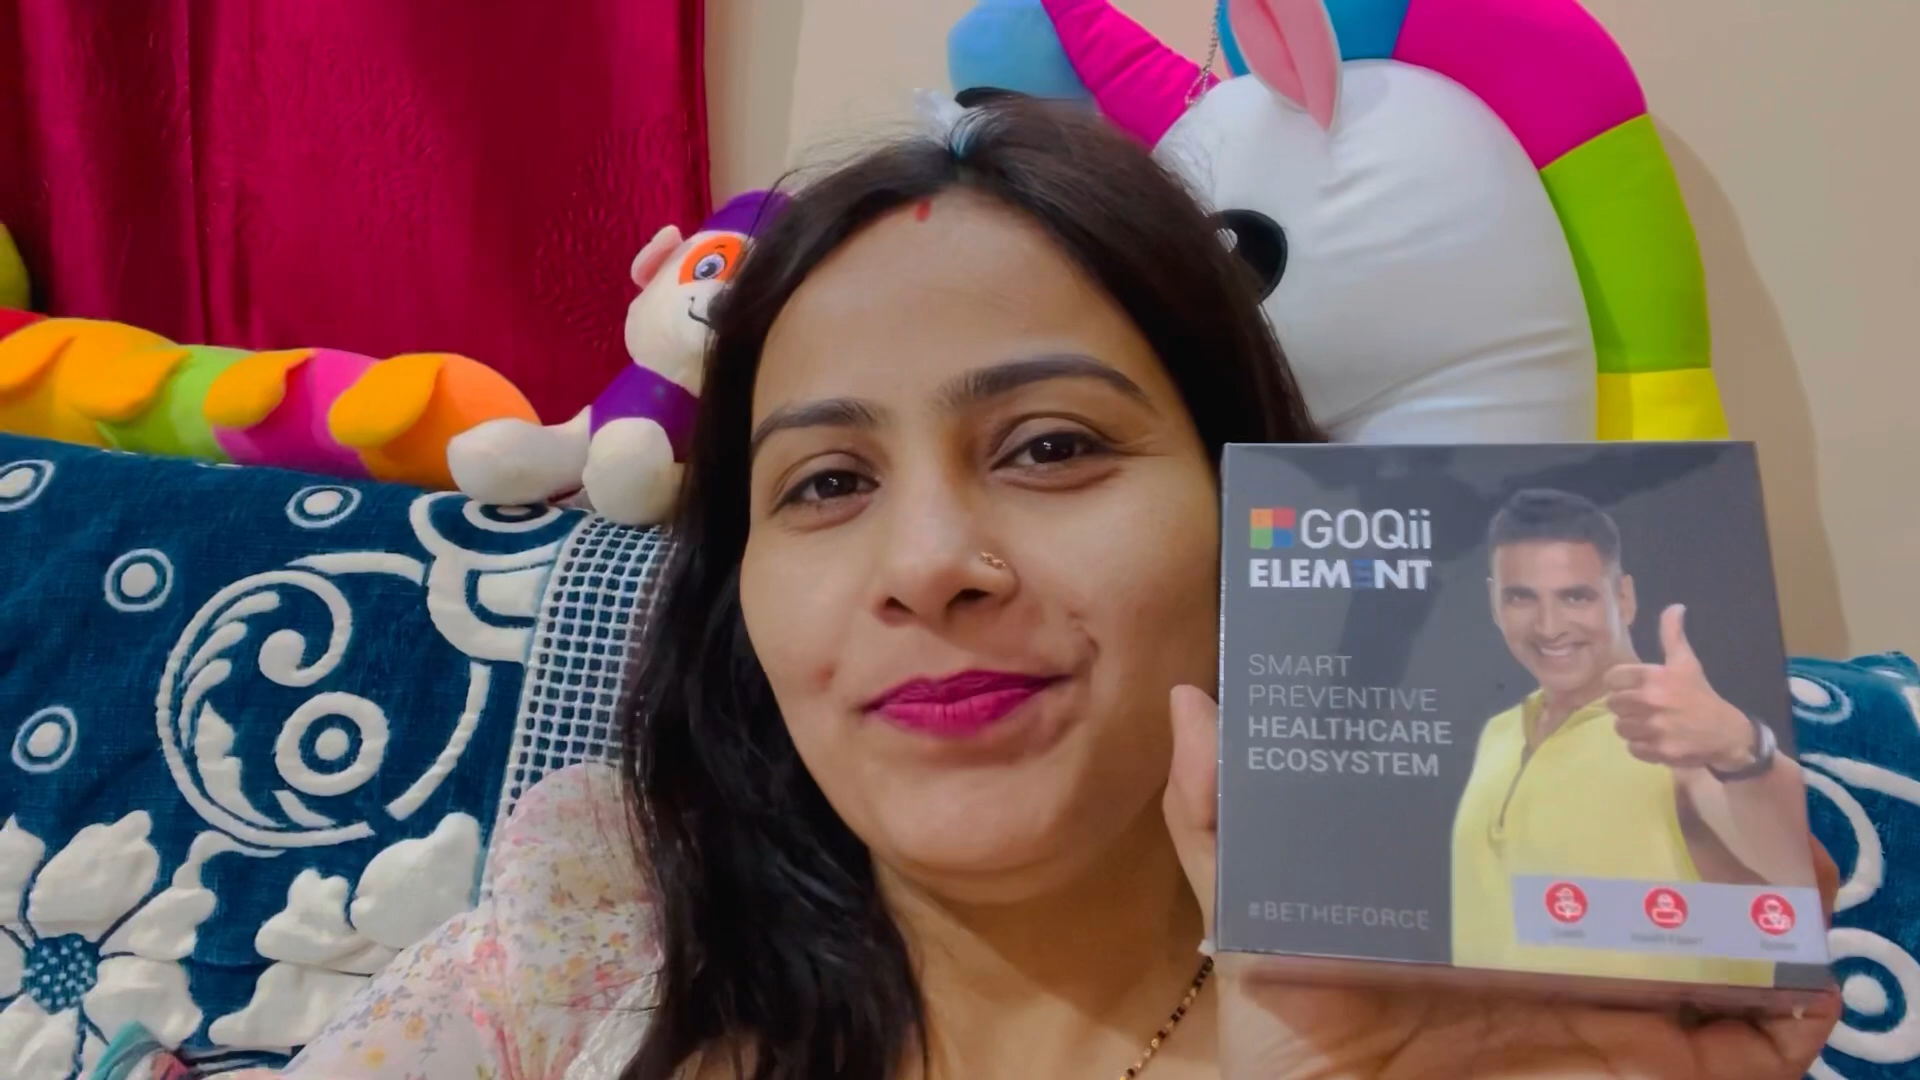 GOQii
ELEMENT
SMART
PREVENTIVE
HEALTHCARE
ECOSYSTEM
#BETHEFORCE